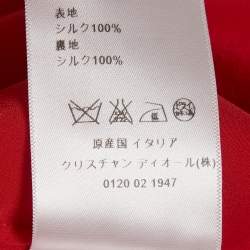 表地
シルク100%
裏地
シルク100%
原産国 イタリア
クリスチャン ディオール(株)
0120 02 1947